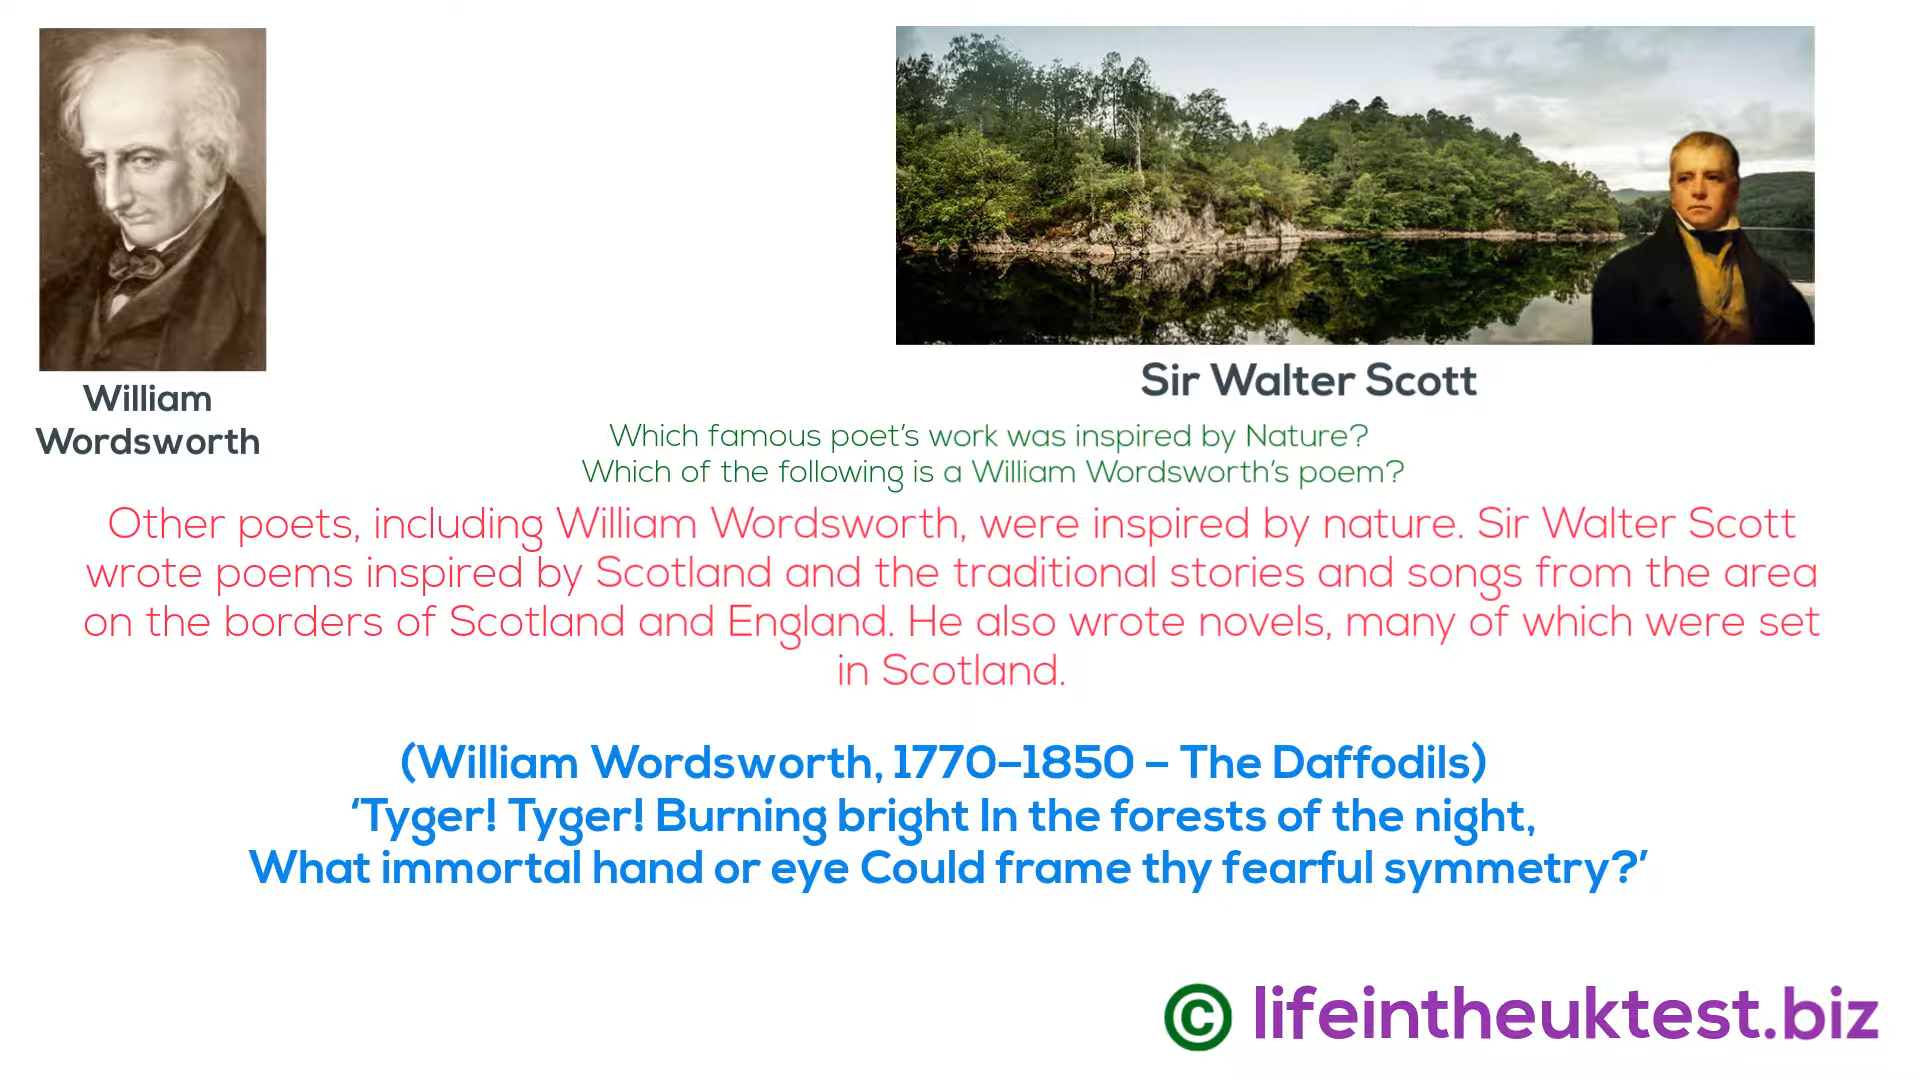 William
Wordsworth
Sir Walter Scott
Which famous poet's work was inspired by Nature?
Which of the following is a William Wordsworth's poem?
Other poets, including William Wordsworth, were inspired by nature. Sir Walter Scott
wrote poems inspired by Scotland and the traditional stories and songs from the area
on the borders of Scotland and England. He also wrote novels, many of which were set
in Scotland.
(William Wordsworth, 1770–1850 – The Daffodils)
‘Tyger! Tyger! Burning bright In the forests of the night,
What immortal hand or eye Could frame thy fearful symmetry?’
© lifeintheuktest.biz